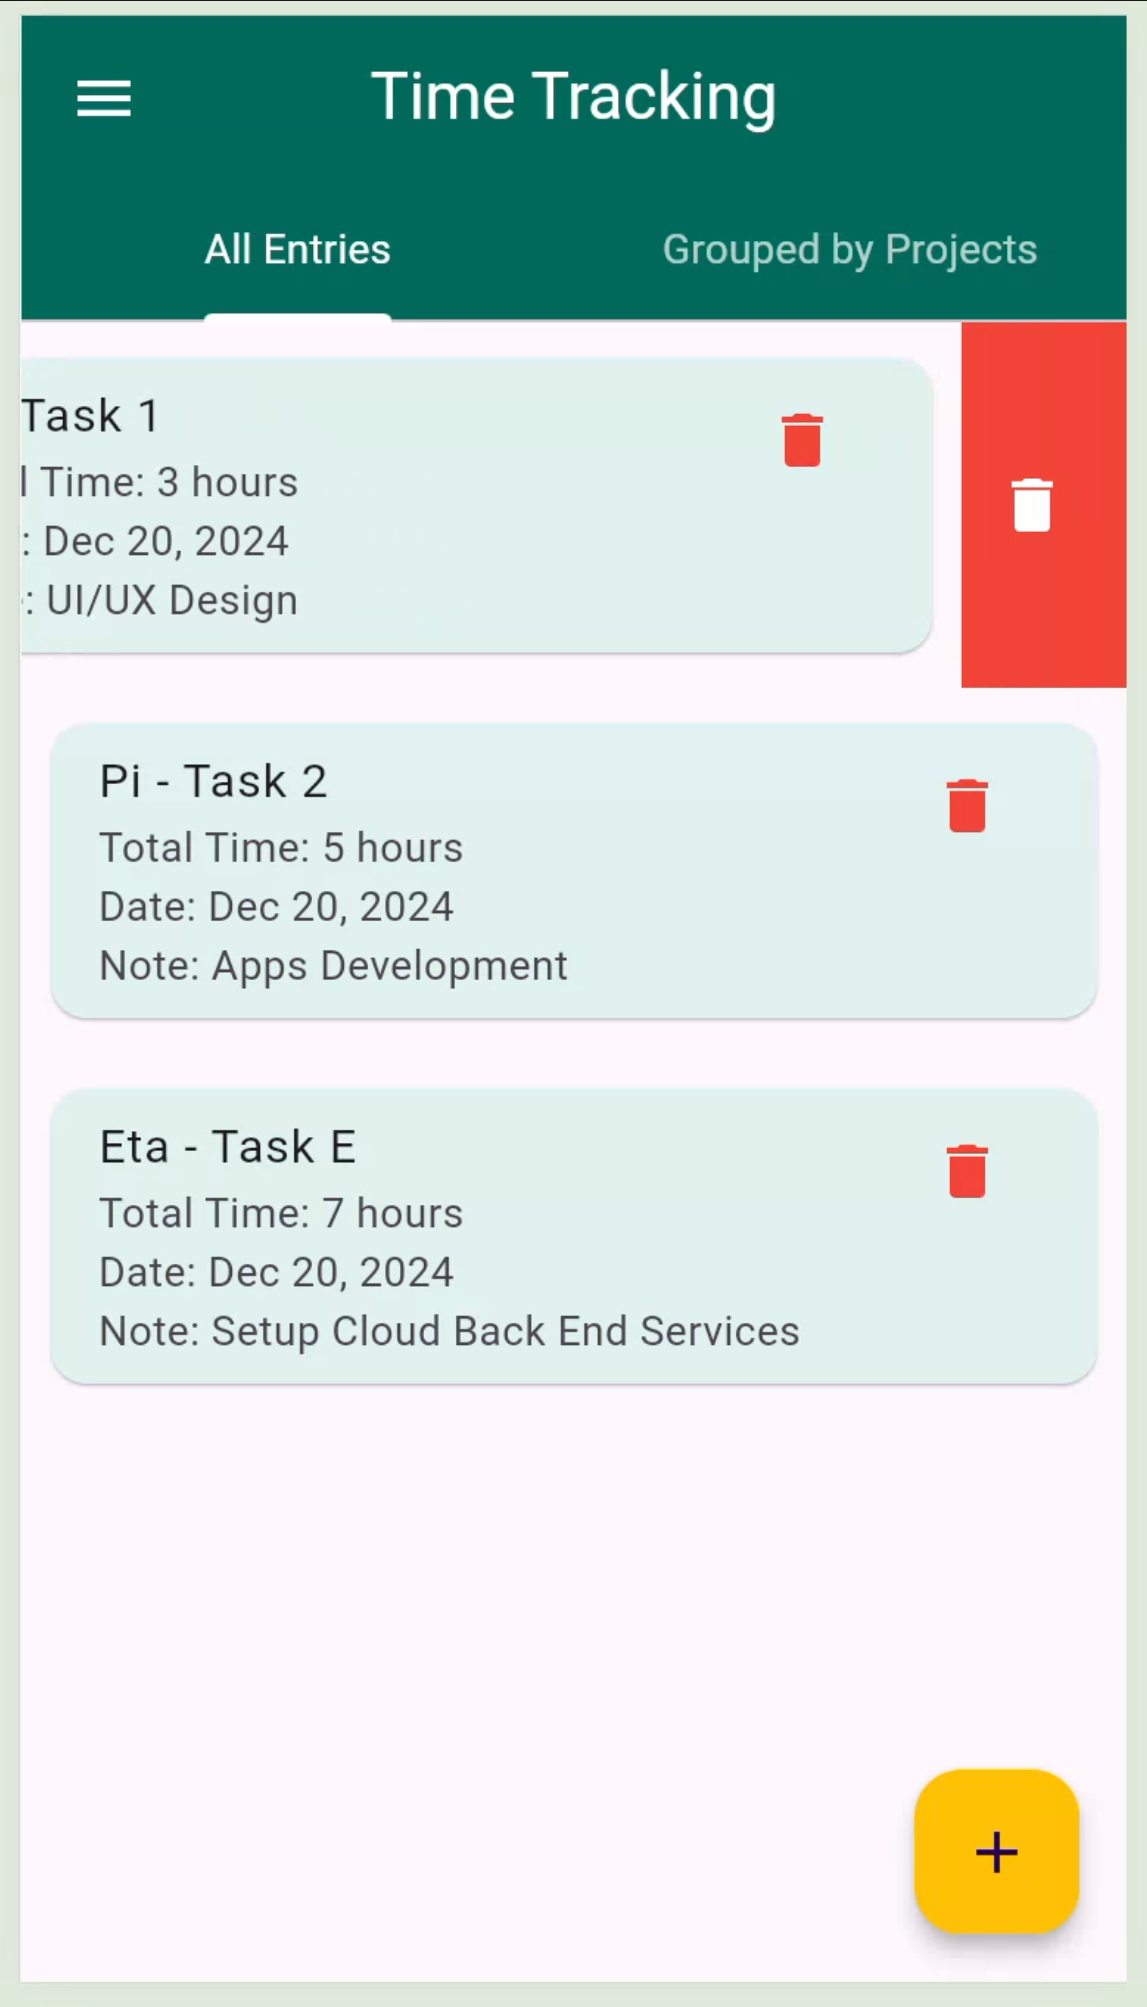 Time Tracking
All Entries
Grouped by Projects
Task 1
l Time: 3 hours
: Dec 20, 2024
: UI/UX Design
Pi - Task 2
Total Time: 5 hours
Date: Dec 20, 2024
Note: Apps Development
Eta - Task E
Total Time: 7 hours
Date: Dec 20, 2024
Note: Setup Cloud Back End Services